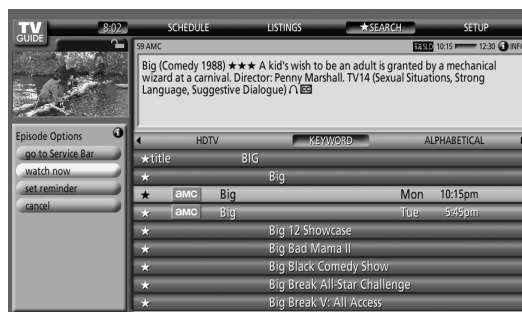 TV
GUIDE
8:02
SCHEDULE LISTINGS ★SEARCH SETUP
59 AMC 10:15 12:30 i INFO
Big (Comedy 1988) ★★★ A kid's wish to be an adult is granted by a mechanical
wizard at a carnival. Director: Penny Marshall. TV14 (Sexual Situations, Strong
Language, Suggestive Dialogue) CC
Episode Options i
go to Service Bar
watch now
set reminder
cancel
HDTV KEYWORD ALPHABETICAL
★title BIG
★ Big
★ amc Big Mon 10:15pm
★ amc Big Tue 5:45pm
★ Big 12 Showcase
★ Big Bad Mama II
★ Big Black Comedy Show
★ Big Break All-Star Challenge
★ Big Break V: All Access